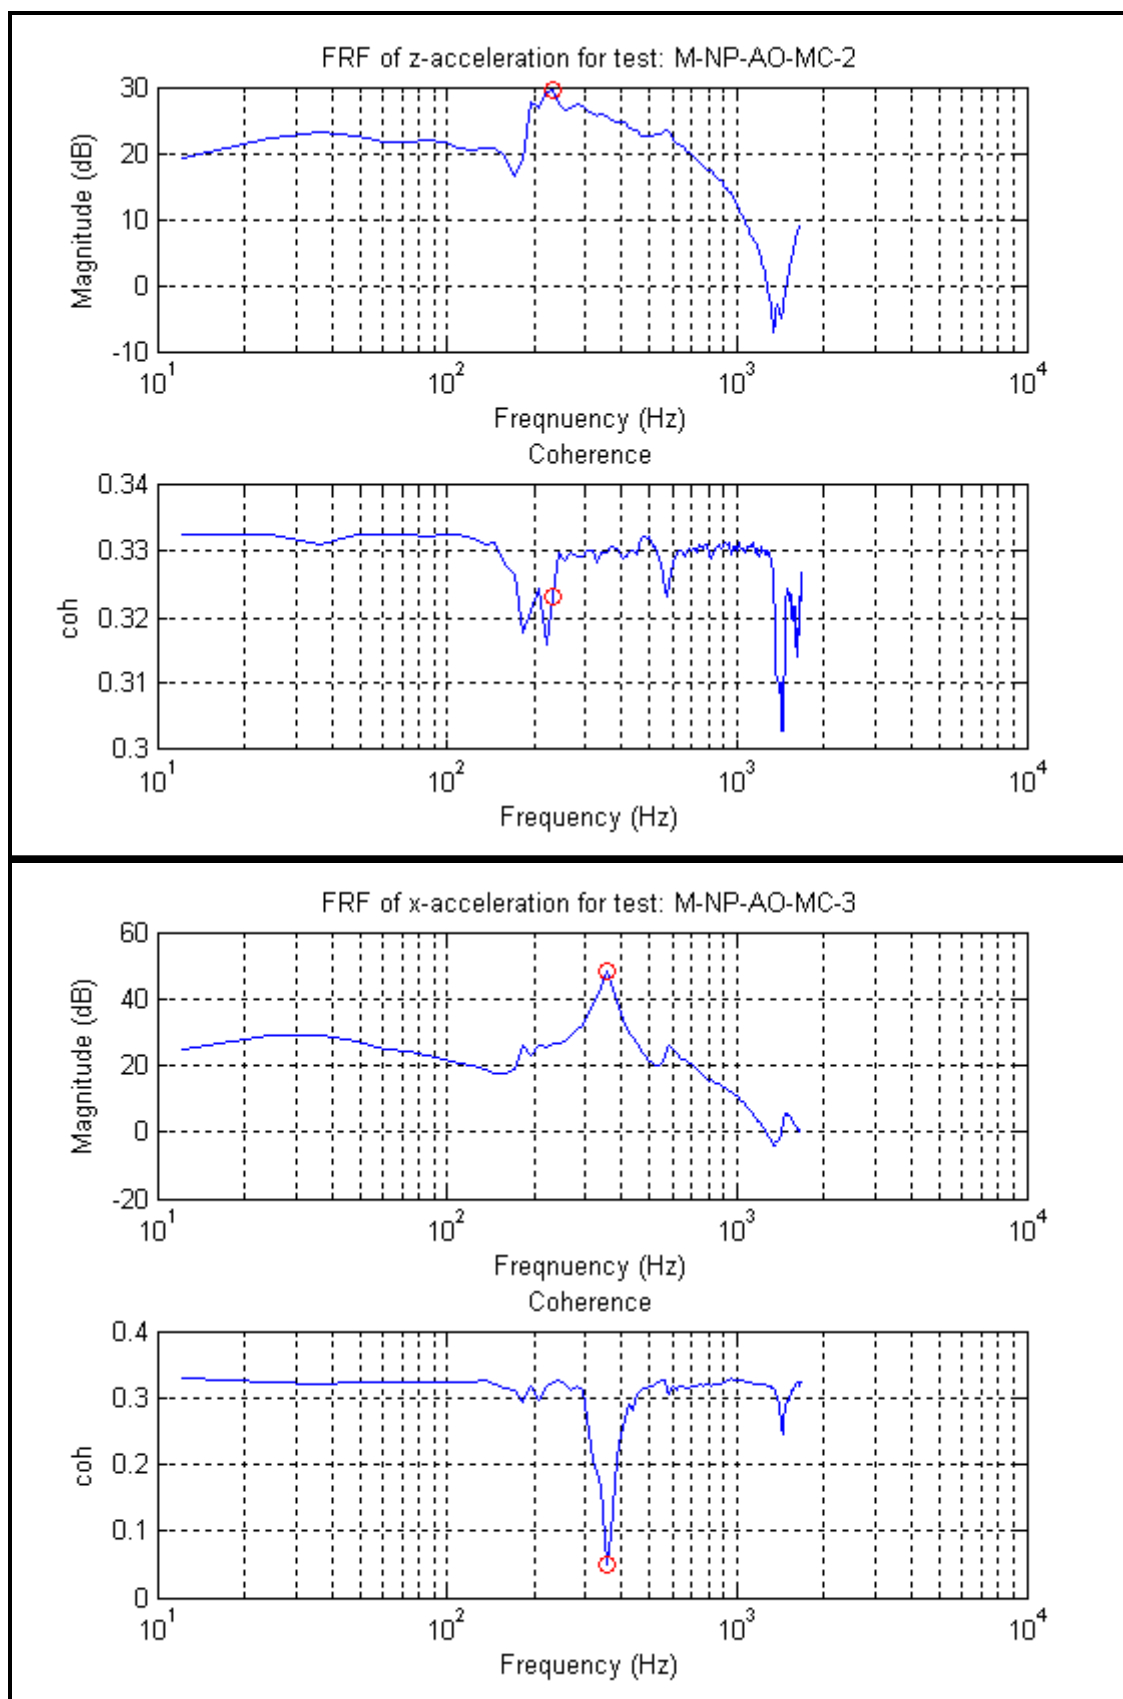 FRF of z-acceleration for test: M-NP-AO-MC-2
30
20
10
0
-10
Magnitude (dB)
10^1 10^2 10^3 10^4
Freqnuency (Hz)
Coherence
0.34
0.33
0.32
0.31
0.3
coh
10^1 10^2 10^3 10^4
Frequency (Hz)
FRF of x-acceleration for test: M-NP-AO-MC-3
60
40
20
0
-20
Magnitude (dB)
10^1 10^2 10^3 10^4
Freqnuency (Hz)
Coherence
0.4
0.3
0.2
0.1
0
coh
10^1 10^2 10^3 10^4
Frequency (Hz)